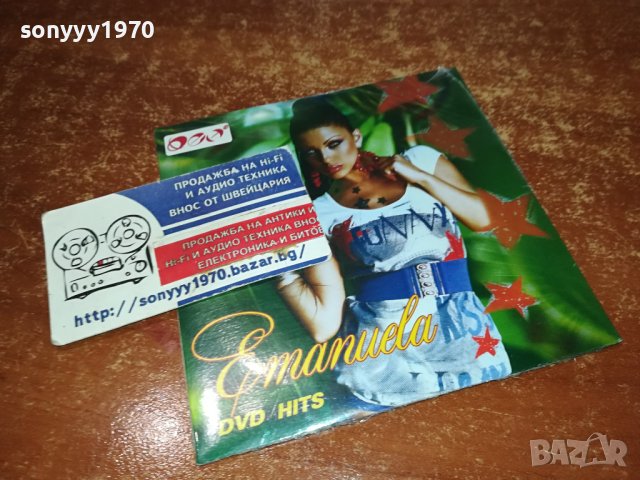 sonyyy1970
ПРОДАЖБА НА Hi-Fi
И АУДИО ТЕХНИКА
ВНОС ОТ ШВЕЙЦАРИЯ
ПРОДАЖБА НА АНТИКИ И
Hi-Fi И АУДИО ТЕХНИКА ВНОС
ЕЛЕКТРОНИКА И БИТОВ
http://sonyyy1970.bazar.bg/
Emanuela
DVD HITS
BAZAR